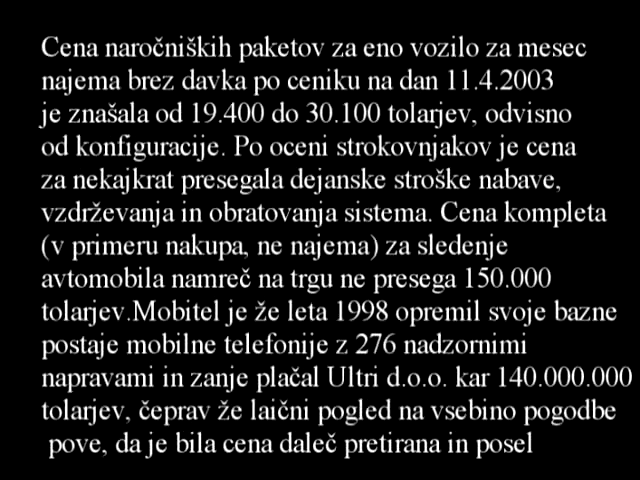 Cena naročniških paketov za eno vozilo za mesec
najema brez davka po ceniku na dan 11.4.2003
je znašala od 19.400 do 30.100 tolarjev, odvisno
od konfiguracije. Po oceni strokovnjakov je cena
za nekajkrat presegala dejanske stroške nabave,
vzdrževanja in obratovanja sistema. Cena kompleta
(v primeru nakupa, ne najema) za sledenje
avtomobila namreč na trgu ne presega 150.000
tolarjev.Mobitel je že leta 1998 opremil svoje bazne
postaje mobilne telefonije z 276 nadzornimi
napravami in zanje plačal Ultri d.o.o. kar 140.000.000
tolarjev, čeprav že laični pogled na vsebino pogodbe
pove, da je bila cena daleč pretirana in posel